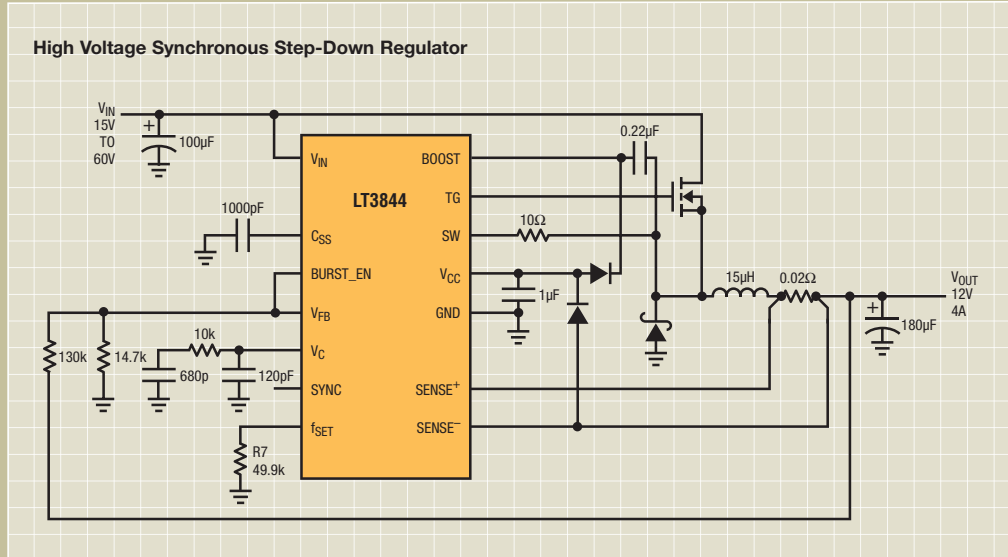 High Voltage Synchronous Step-Down Regulator
VIN
15V
TO
60V
+
100µF
1000pF
VIN
CSS
BURST_EN
VFB
VC
SYNC
fSET
LT3844
BOOST
TG
SW
VCC
GND
SENSE+
SENSE–
0.22µF
10Ω
1µF
15µH
0.02Ω
VOUT
12V
4A
+
180µF
130k
14.7k
10k
680p
120pF
R7
49.9k